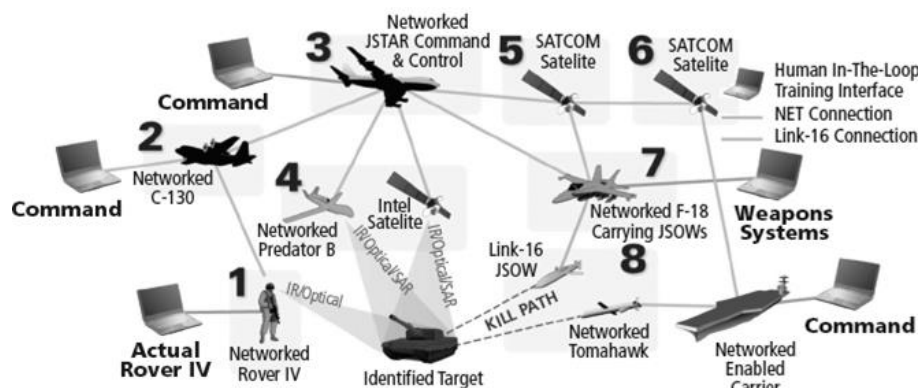 3
Networked
JSTAR Command
& Control
5
SATCOM
Satelite
6
SATCOM
Satelite
Human In-The-Loop
Training Interface
NET Connection
Link-16 Connection
Command
2
Networked
C-130
Command
4
Networked
Predator B
Intel
Satelite
7
Networked F-18
Carrying JSOWs
Weapons
Systems
IR/Optical/SAR
IR/Optical/SAR
Link-16
JSOW
8
1
IR/Optical
KILL PATH
Actual
Rover IV
Networked
Rover IV
Identified Target
Networked
Tomahawk
Networked
Enabled
Carrier
Command